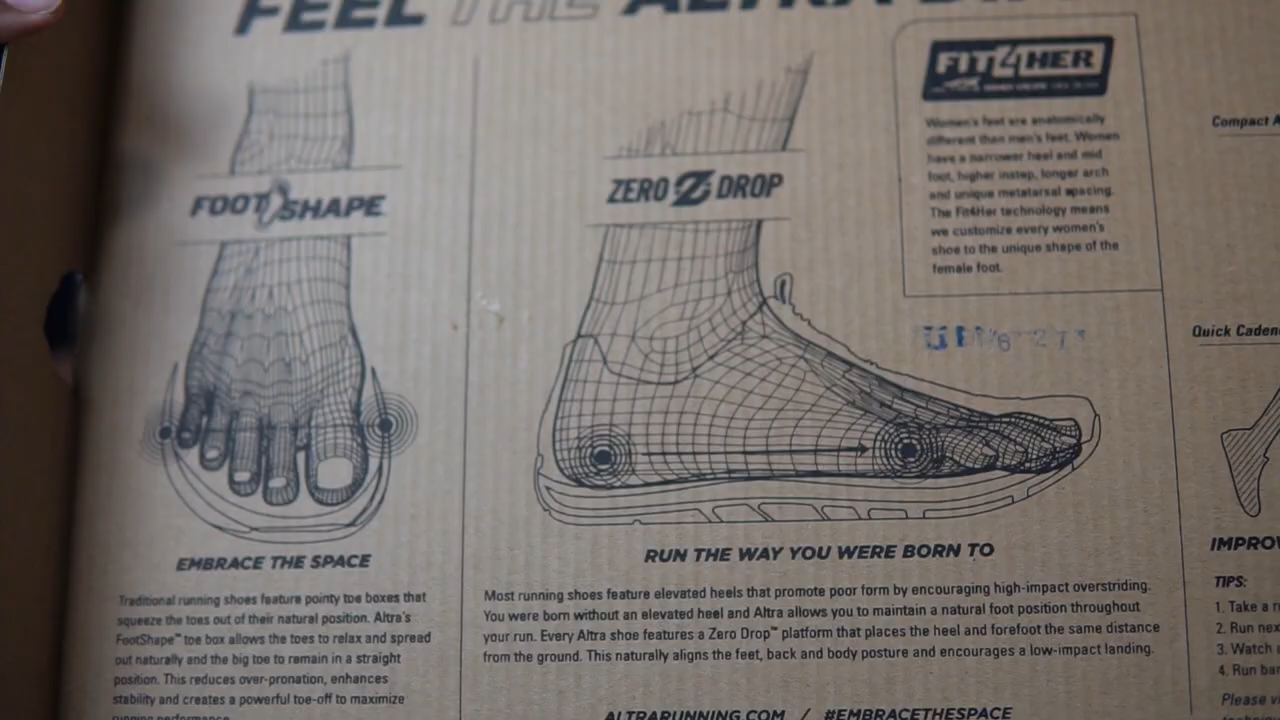 FEEL THE ALTRA
FOOT SHAPE
EMBRACE THE SPACE
Traditional running shoes feature pointy toe boxes that
squeeze the toes out of their natural position. Altra's
FootShape™ toe box allows the toes to relax and spread
out naturally and the big toe to remain in a straight
position. This reduces over-pronation, enhances
stability and creates a powerful toe-off to maximize
running performance.
ZERO DROP
RUN THE WAY YOU WERE BORN TO
Most running shoes feature elevated heels that promote poor form by encouraging high-impact overstriding.
You were born without an elevated heel and Altra allows you to maintain a natural foot position throughout
your run. Every Altra shoe features a Zero Drop™ platform that places the heel and forefoot the same distance
from the ground. This naturally aligns the feet, back and body posture and encourages a low-impact landing.
ALTRARUNNING.COM / #EMBRACETHESPACE
FIT4HER
Women's feet are anatomically
different than men's feet. Women
have a narrower heel and mid
foot, higher instep, longer arch
and unique metatarsal spacing.
The Fit4Her technology means
we customize every women's
shoe to the unique shape of the
female foot.
Compact A
Quick Caden
IMPROV
TIPS:
1. Take a r
2. Run nex
3. Watch
4. Run ba
Please v